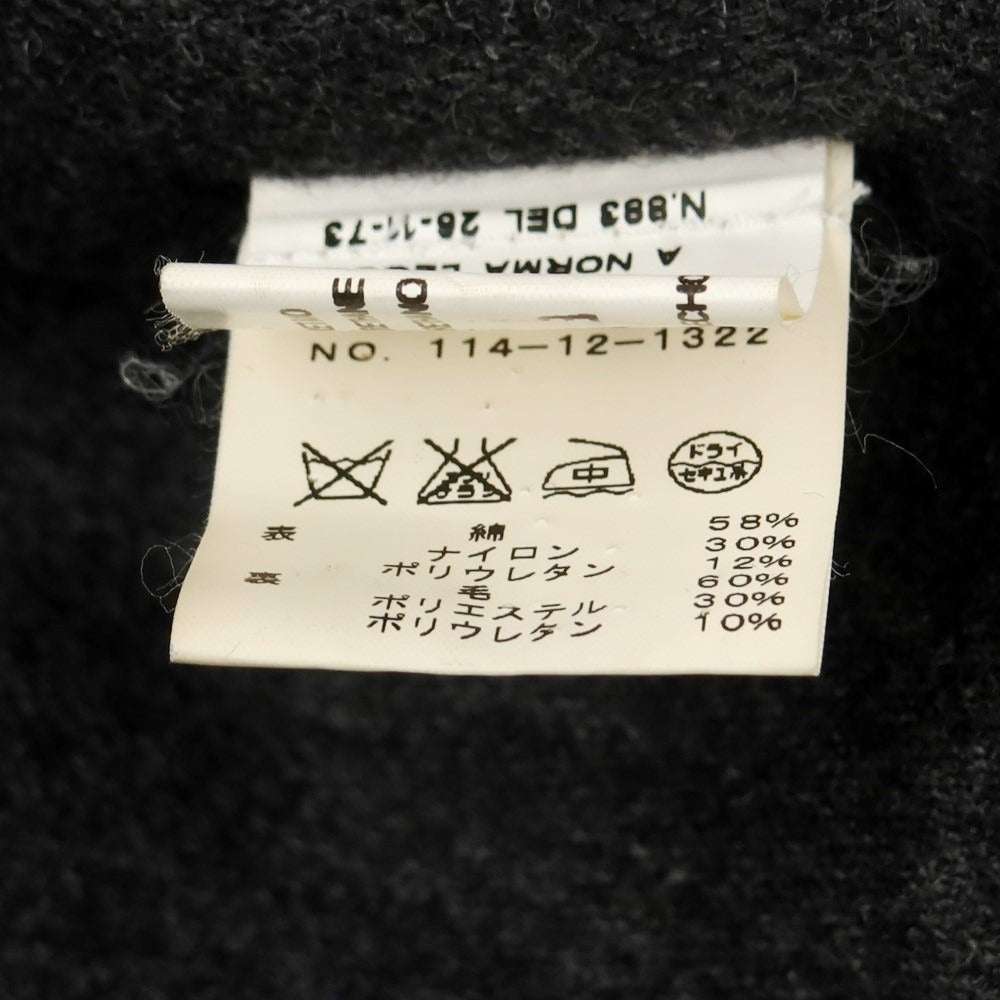 N.883 DEL 26-11-73
A NORMA
NO. 114-12-1322
中
ドライ
セキユ系
表 綿 58%
ナイロン 30%
ポリウレタン 12%
裏 毛 60%
ポリエステル 30%
ポリウレタン 10%